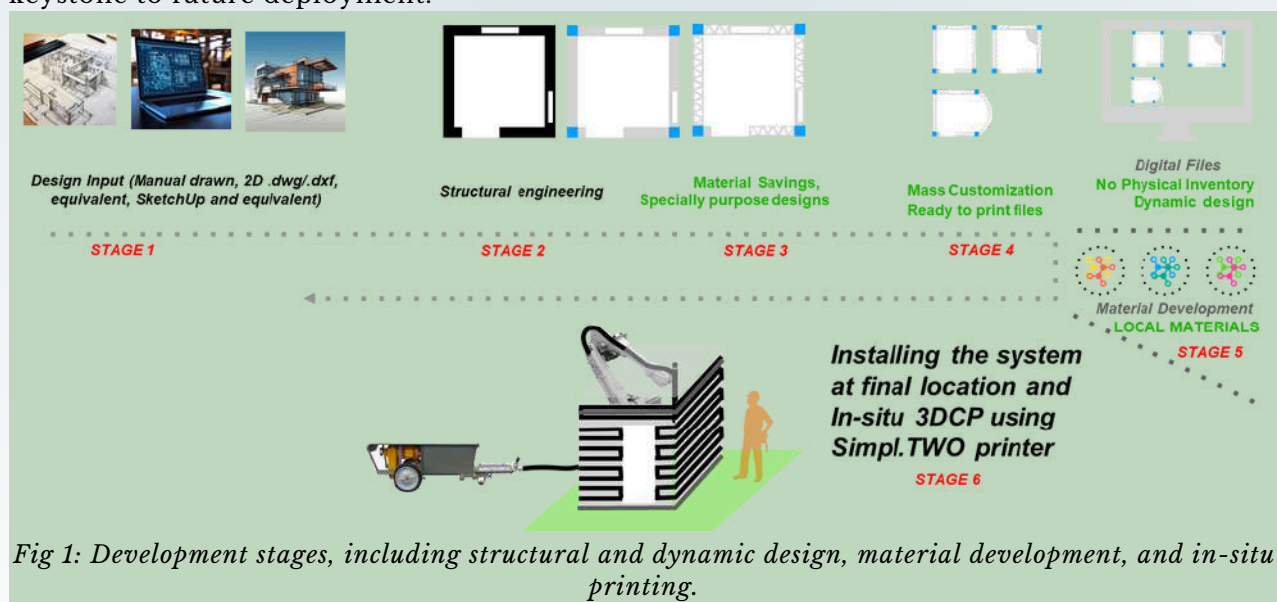 keystone to future deployment.
Design Input (Manual drawn, 2D .dwg/.dxf,
equivalent, SketchUp and equivalent)
STAGE 1
Structural engineering
STAGE 2
Material Savings,
Specially purpose designs
STAGE 3
Mass Customization
Ready to print files
STAGE 4
Digital Files
No Physical Inventory
Dynamic design
Material Development
LOCAL MATERIALS
STAGE 5
Installing the system
at final location and
In-situ 3DCP using
Simpl.TWO printer
STAGE 6
Fig 1: Development stages, including structural and dynamic design, material development, and in-situ
printing.